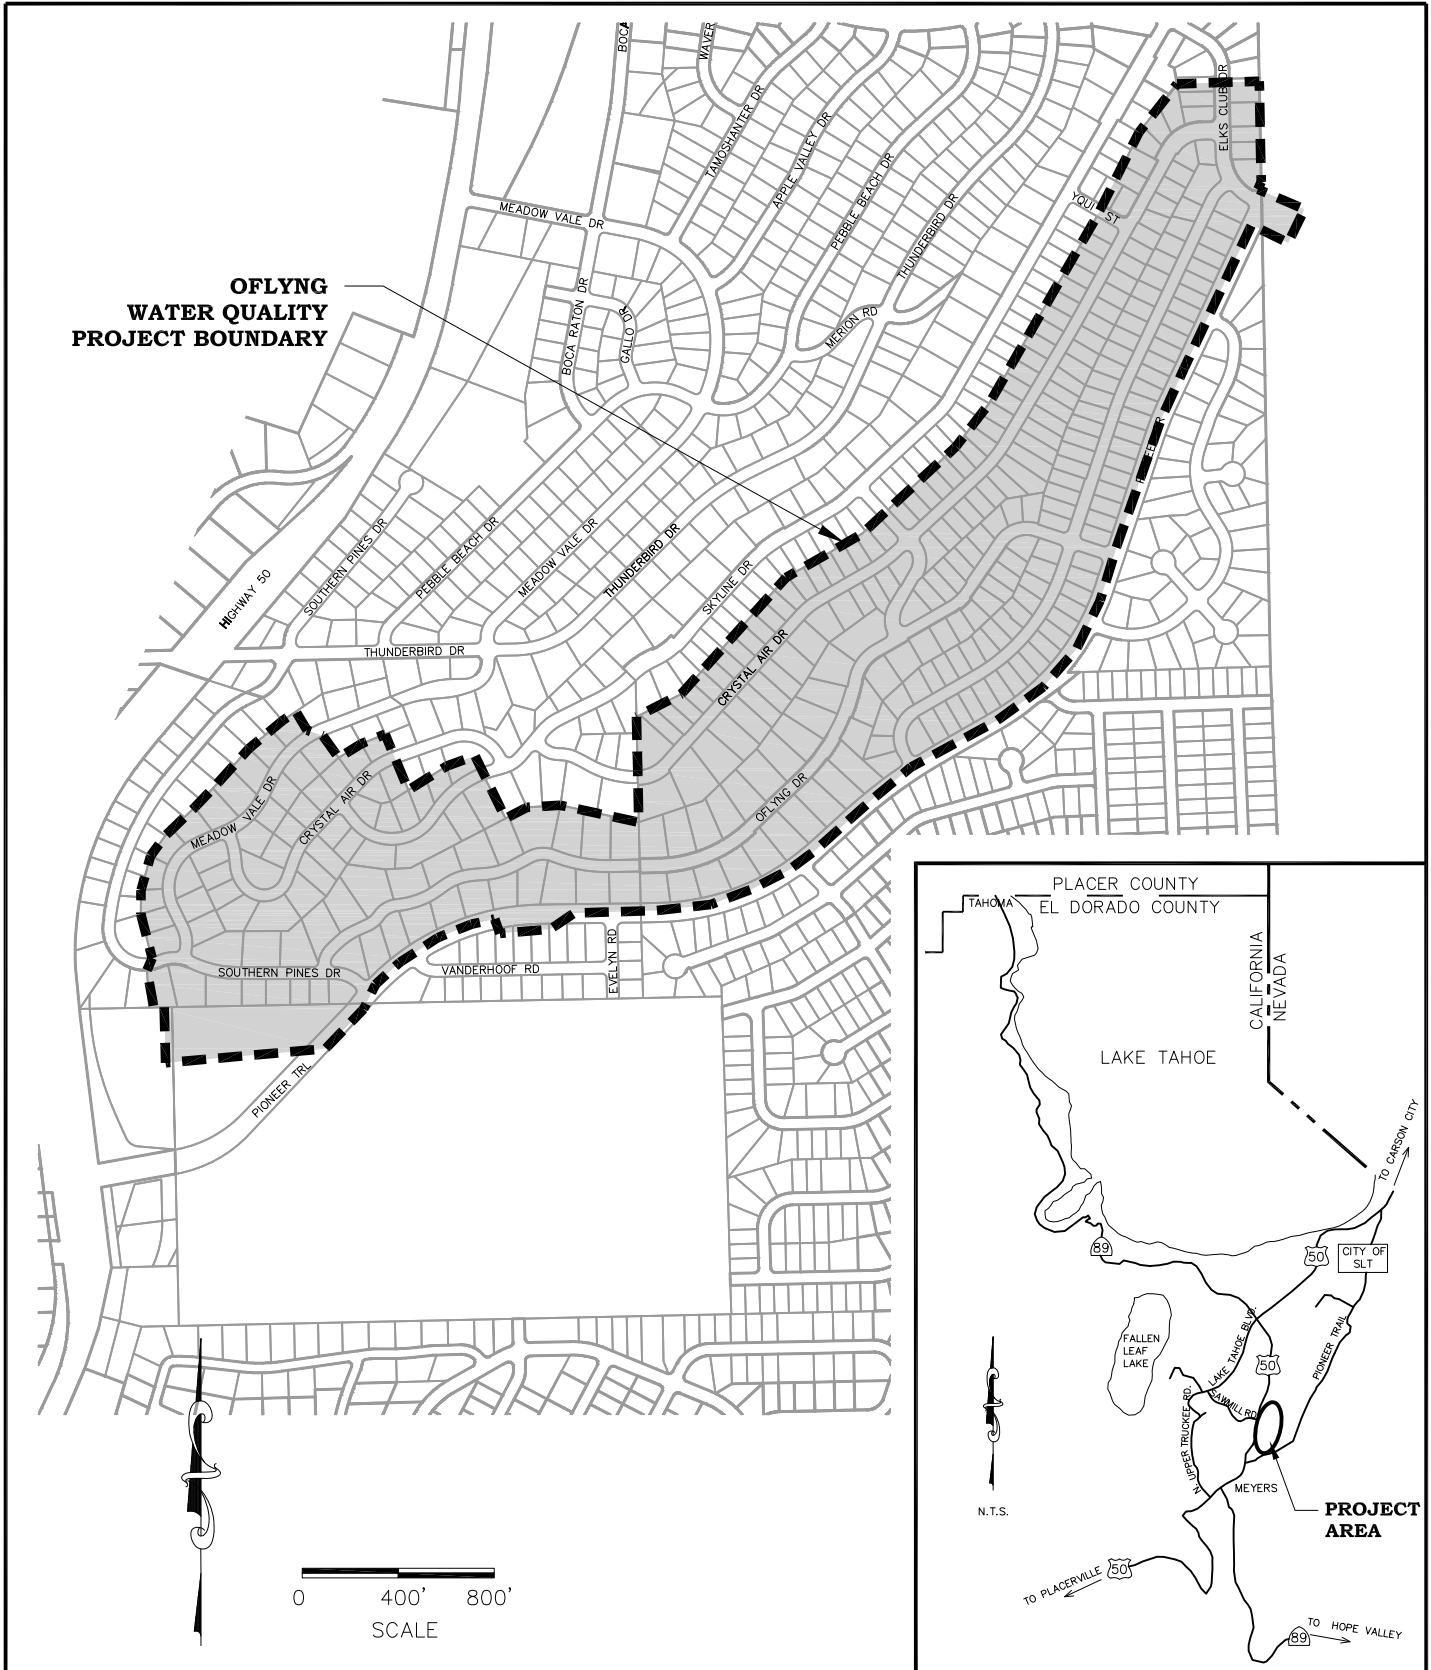 BOCA
WAVER
ELKS CLUB DR
TAMOSHANTER DR
APPLE VALLEY DR
PEBBLE BEACH DR
THUNDERBIRD DR
YQUI ST
MEADOW VALE DR
OFLYNG
WATER QUALITY
PROJECT BOUNDARY
BOCA RATON DR
GALLO DR
MERION RD
HIGHWAY 50
SOUTHERN PINES DR
PEBBLE BEACH DR
MEADOW VALE DR
THUNDERBIRD DR
SKYLINE DR
CRYSTAL AIR DR
THUNDERBIRD DR
MEADOW VALE DR
CRYSTAL AIR DR
OFLYNG DR
SOUTHERN PINES DR
VANDERHOOF RD
EVELYN RD
PIONEER TRL
0 400' 800'
SCALE
PLACER COUNTY
TAHOMA
EL DORADO COUNTY
CALIFORNIA
NEVADA
LAKE TAHOE
TO CARSON CITY
89
50
CITY OF
SLT
FALLEN
LEAF
LAKE
LAKE TAHOE BLVD.
50
PIONEER TRAIL
SAWMILL RD
N. UPPER TRUCKEE RD.
MEYERS
N.T.S.
PROJECT
AREA
TO PLACERVILLE
50
TO HOPE VALLEY
89